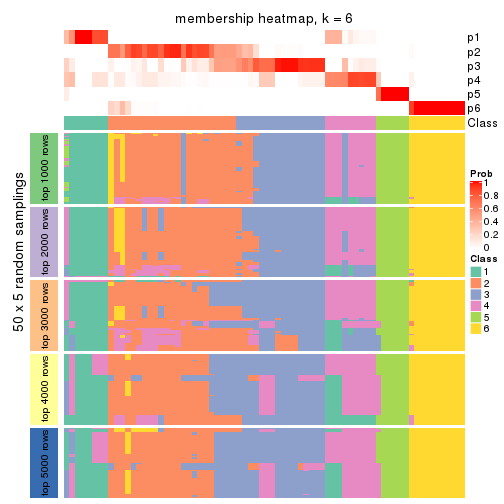 membership heatmap, k = 6
p1
p2
p3
p4
p5
p6
Class
50 x 5 random samplings
top 1000 rows
top 2000 rows
top 3000 rows
top 4000 rows
top 5000 rows
Prob
1
0.8
0.6
0.4
0.2
0
Class
1
2
3
4
5
6